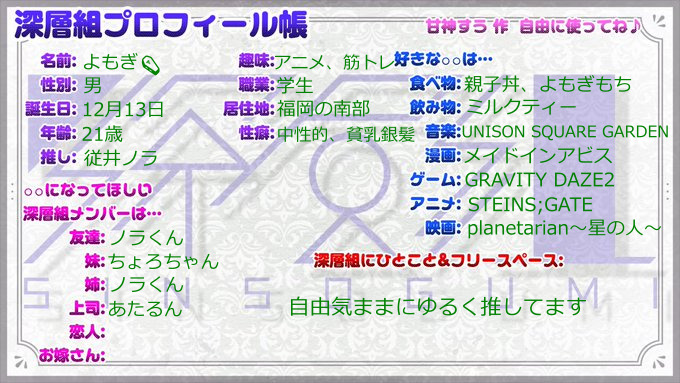 深層組プロフィール帳
甘神すう 作 自由に使ってね♪
名前: よもぎ
性別: 男
誕生日: 12月13日
年齢: 21歳
推し: 従井ノラ
○○になってほしい
深層組メンバーは…
友達: ノラくん
妹: ちょろちゃん
姉: ノラくん
上司: あたるん
恋人:
お嫁さん:
趣味: アニメ、筋トレ
職業: 学生
居住地: 福岡の南部
性癖: 中性的、貧乳銀髪
好きな○○は…
食べ物: 親子丼、よもぎもち
飲み物: ミルクティー
音楽: UNISON SQUARE GARDEN
漫画: メイドインアビス
ゲーム: GRAVITY DAZE2
アニメ: STEINS;GATE
映画: planetarian～星の人～
深層組にひとこと&フリースペース:
自由気ままにゆるく推してます
SINSOGUMI